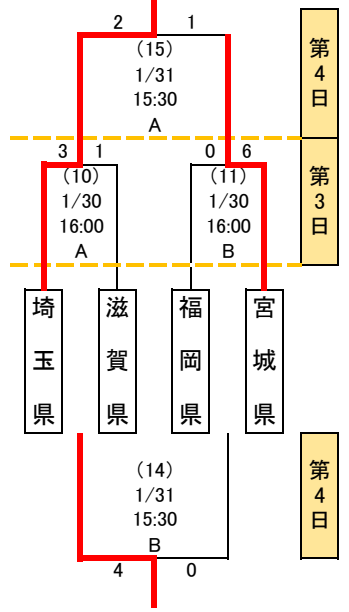 2 1
(15)
1/31
15:30
A
第4日
3 1 0 6
(10) (11)
1/30 1/30
16:00 16:00
A B
第3日
埼玉県 滋賀県 福岡県 宮城県
(14)
1/31
15:30
B
4 0
第4日